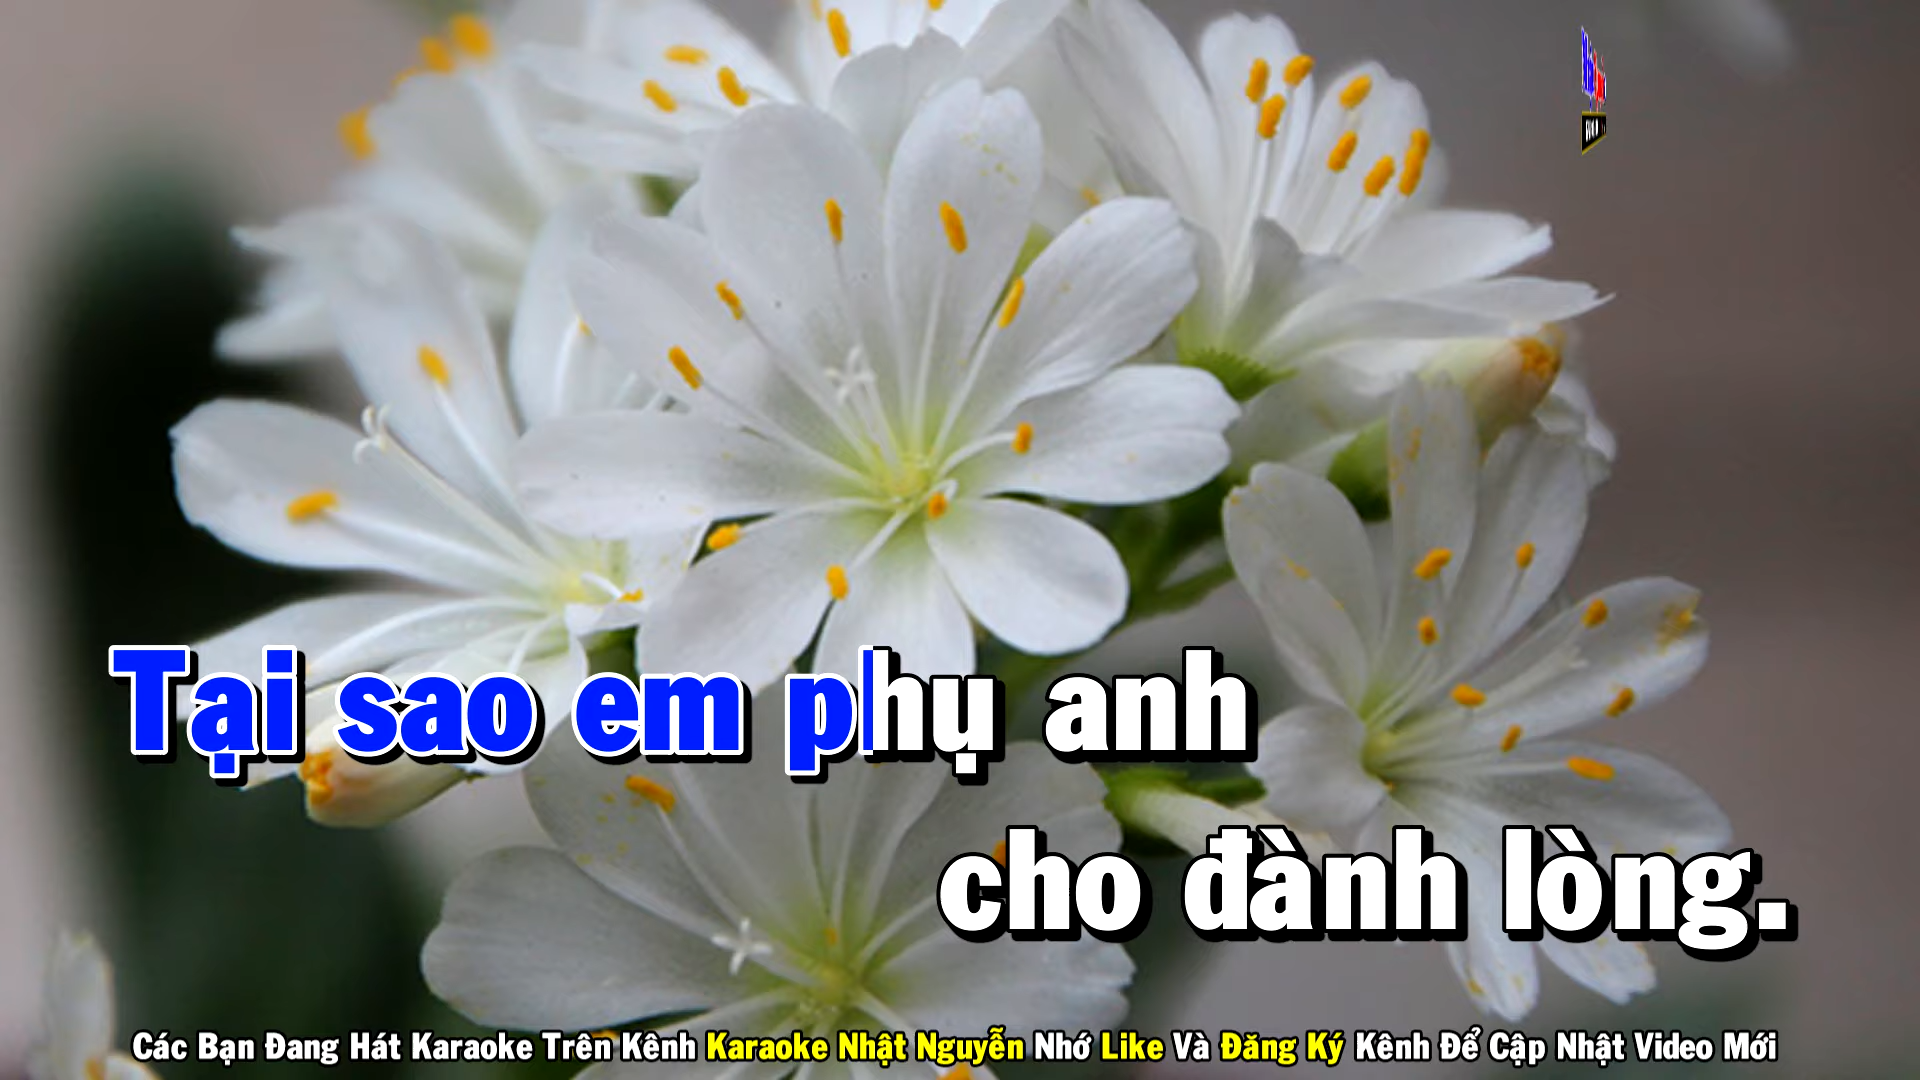 Tại sao em phụ anh
cho đành lòng.
Các Bạn Đang Hát Karaoke Trên Kênh Karaoke Nhật Nguyễn Nhớ Like Và Đăng Ký Kênh Để Cập Nhật Video Mới